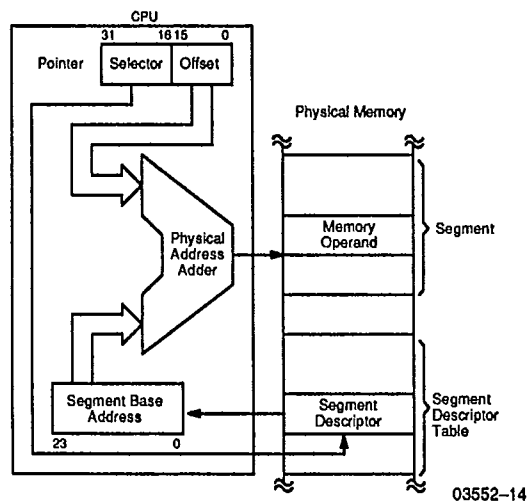 CPU
31 16 15 0
Pointer Selector Offset
Physical Memory
Physical
Address
Adder
Memory
Operand
Segment
Segment Base
Address
23 0
Segment
Descriptor
Segment
Descriptor
Table
03552-14